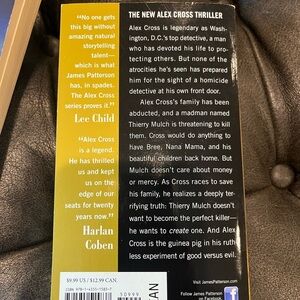 "No one gets
this big without
amazing natural
storytelling
talent—
which is what
James Patterson
has, in spades.
The Alex Cross
series proves it."
Lee Child
"Alex Cross
is a legend.
He has thrilled
us and kept
us on the
edge of our
seats for twenty
years now."
Harlan
Coben
THE NEW ALEX CROSS THRILLER
Alex Cross is legendary as Wash-
ington, D.C.'s top detective, a man
who has devoted his life to pro-
tecting others. But none of the
atrocities he's seen has prepared
him for the sight of a homicide
detective at his own front door.
Alex Cross's family has been
abducted, and a madman named
Thierry Mulch is threatening to kill
them. Cross would do anything to
have Bree, Nana Mama, and his
beautiful children back home. But
Mulch doesn't care about money
or mercy. As Cross races to save
his family, he realizes a deeply ter-
rifying truth: Thierry Mulch doesn't
want to become the perfect killer—
he wants to create one. And Alex
Cross is the guinea pig in his ruth-
less experiment of good versus evil.
$9.99 US / $12.99 CAN
Visit JamesPatterson.com
Follow James Patterson
on Facebook.